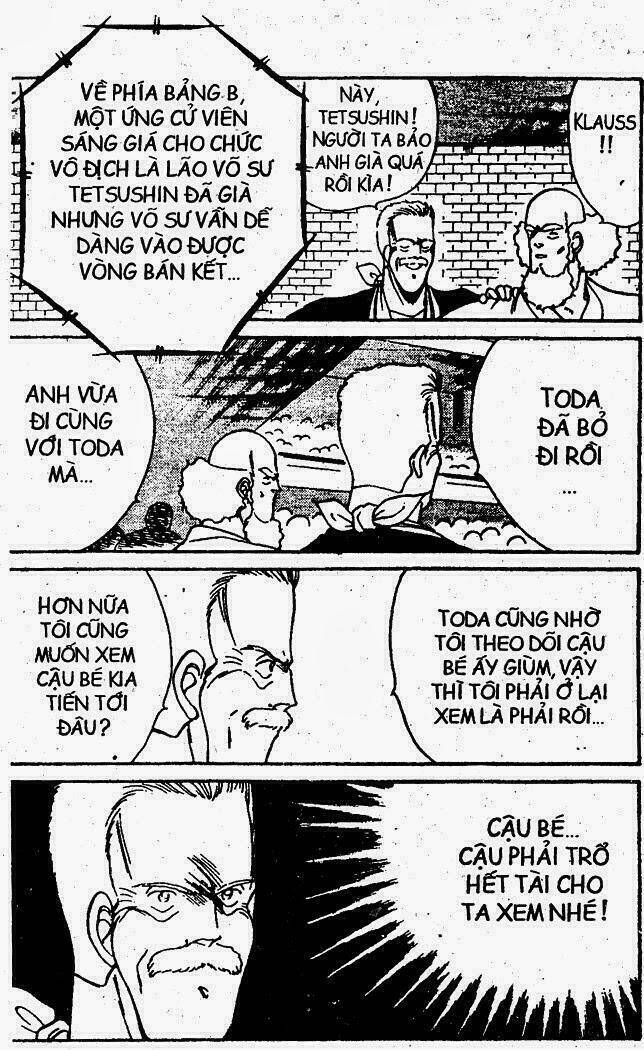 VỀ PHÍA BẢNG B,
MỘT ỨNG CỬ VIÊN
SÁNG GIÁ CHO CHỨC
VÔ ĐỊCH LÀ LÃO VÕ SƯ
TETSUSHIN ĐÃ GIÀ
NHƯNG VÕ SƯ VẪN DỄ
DÀNG VÀO ĐƯỢC
VÒNG BÁN KẾT...
NÀY,
TETSUSHIN!
NGƯỜI TA BẢO
ANH GIÀ QUÁ
RỒI KÌA!
KLAUSS
!!
ANH VỪA
ĐI CÙNG
VỚI TODA
MÀ...
TODA
ĐÃ BỎ
ĐI RỒI
...
HƠN NỮA
TÔI CŨNG
MUỐN XEM
CẬU BÉ KIA
TIẾN TỚI
ĐÂU?
TODA CŨNG NHỜ
TÔI THEO DÕI CẬU
BÉ ẤY GIÙM, VẬY
THÌ TÔI PHẢI Ở LẠI
XEM LÀ PHẢI RỒI...
CẬU BÉ...
CẬU PHẢI TRỔ
HẾT TÀI CHO
TA XEM NHÉ!